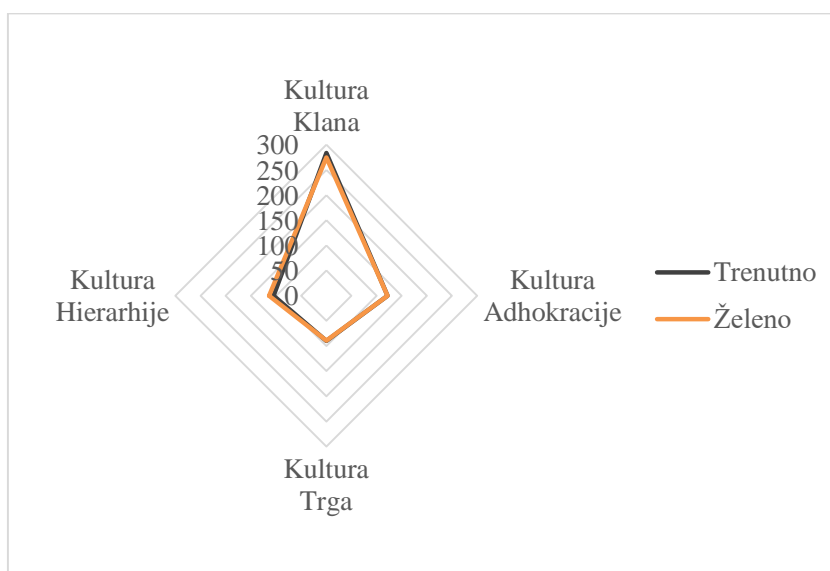 Kultura
Klana
300
250
200
150
100
50
0
Kultura
Hierarhije
Kultura
Adhokracije
Kultura
Trga
Trenutno
Želeno